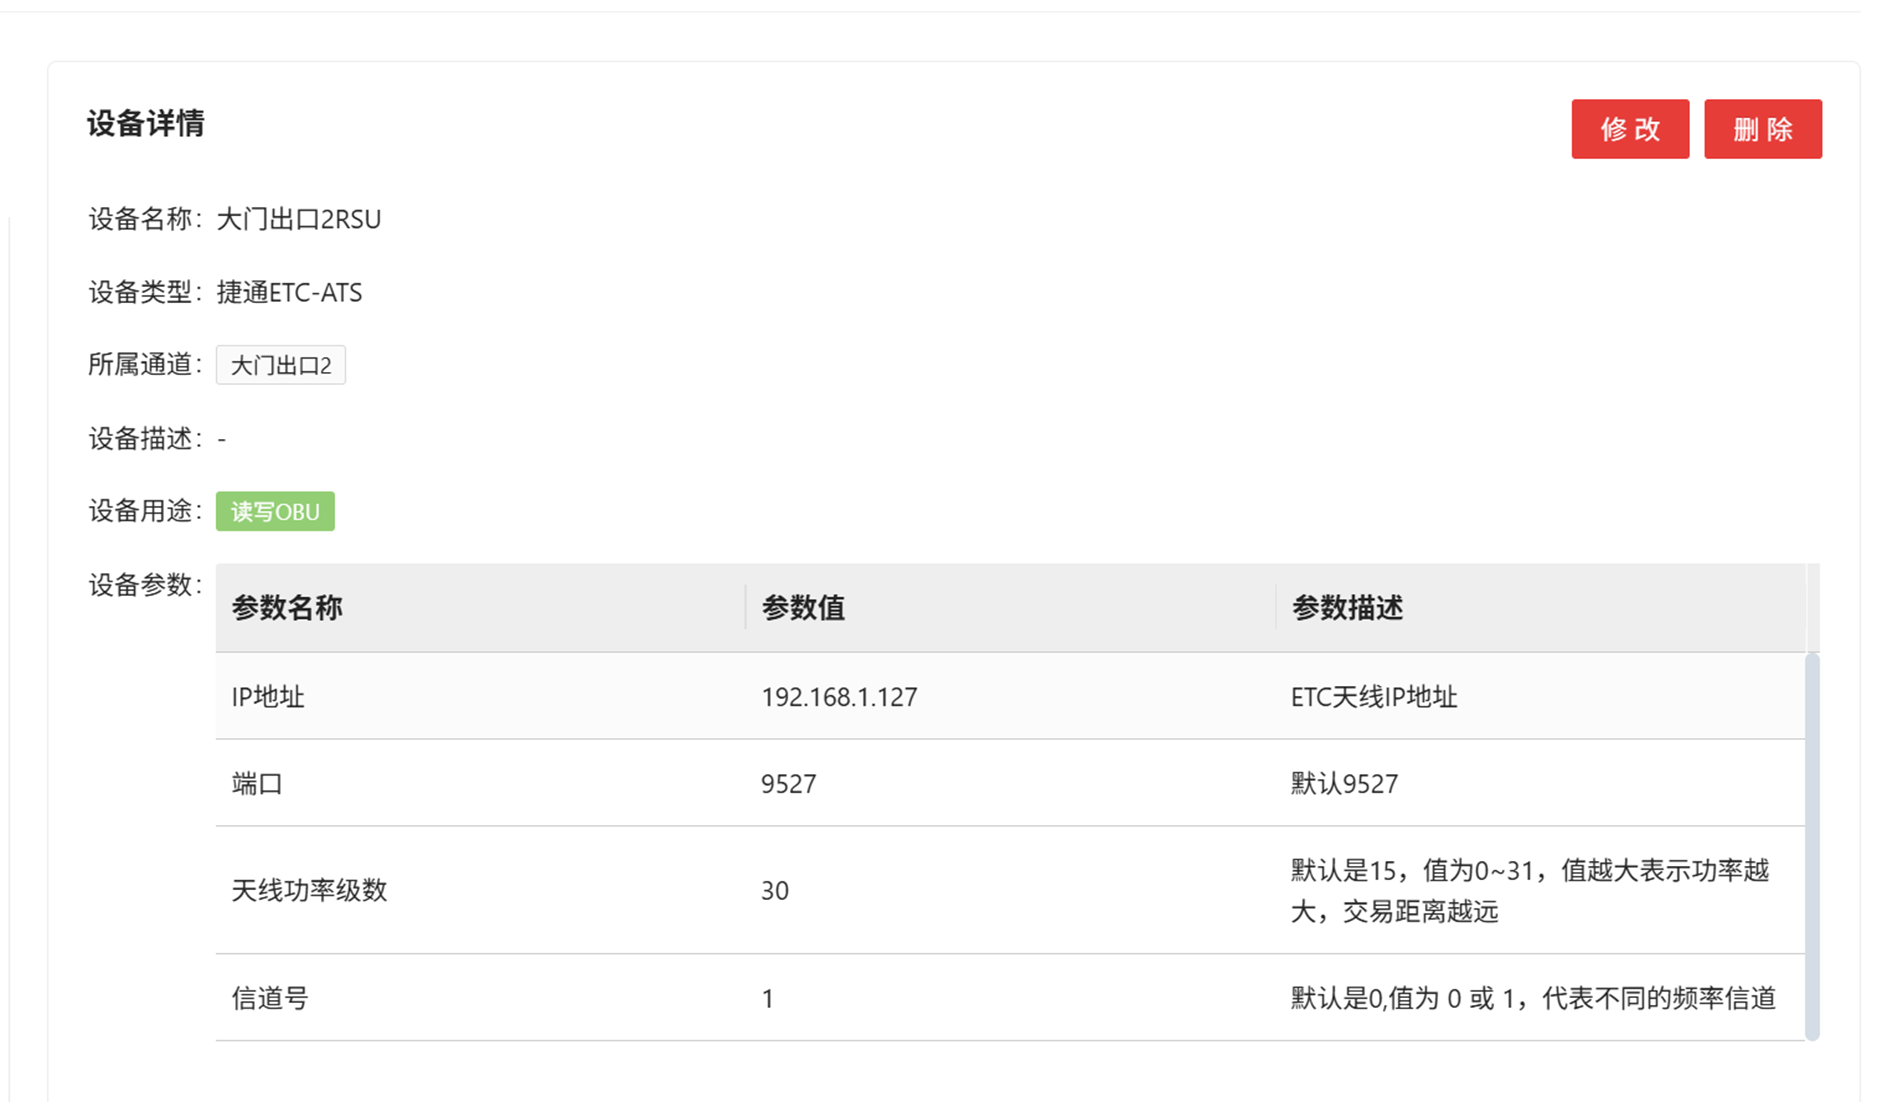 设备详情
修 改 删 除
设备名称：大门出口2RSU
设备类型：捷通ETC-ATS
所属通道：大门出口2
设备描述：-
设备用途：读写OBU
设备参数：
参数名称 参数值 参数描述
IP地址 192.168.1.127 ETC天线IP地址
端口 9527 默认9527
天线功率级数 30 默认是15，值为0~31，值越大表示功率越
大，交易距离越远
信道号 1 默认是0,值为 0 或 1，代表不同的频率信道